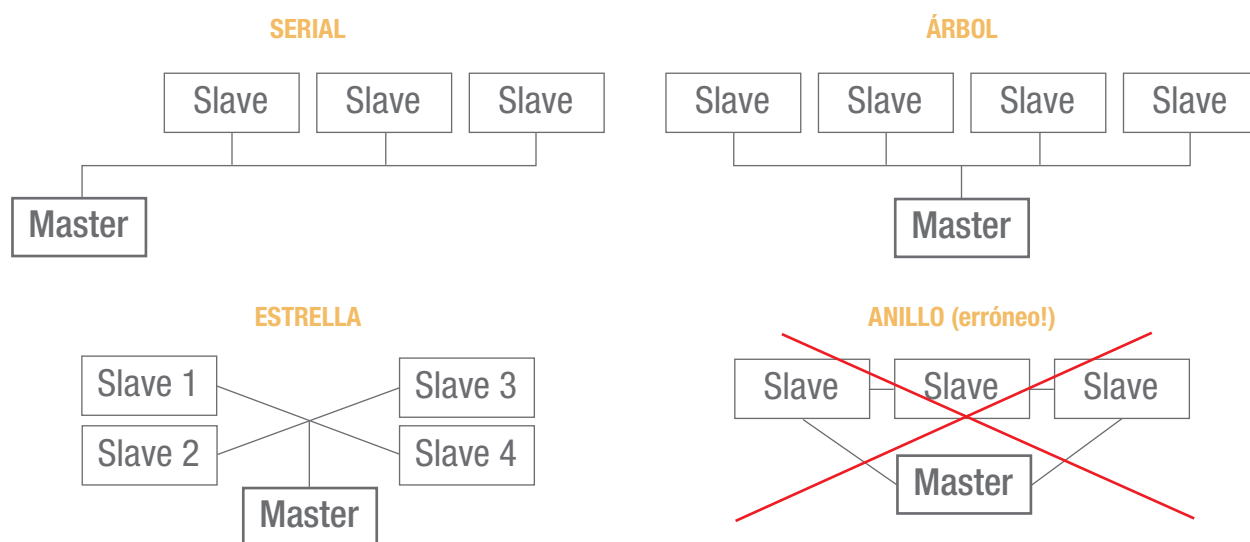 SERIAL
Slave Slave Slave
Master
ÁRBOL
Slave Slave Slave Slave
Master
ESTRELLA
Slave 1
Slave 3
Slave 2
Slave 4
Master
ANILLO (erróneo!)
Slave Slave Slave
Master